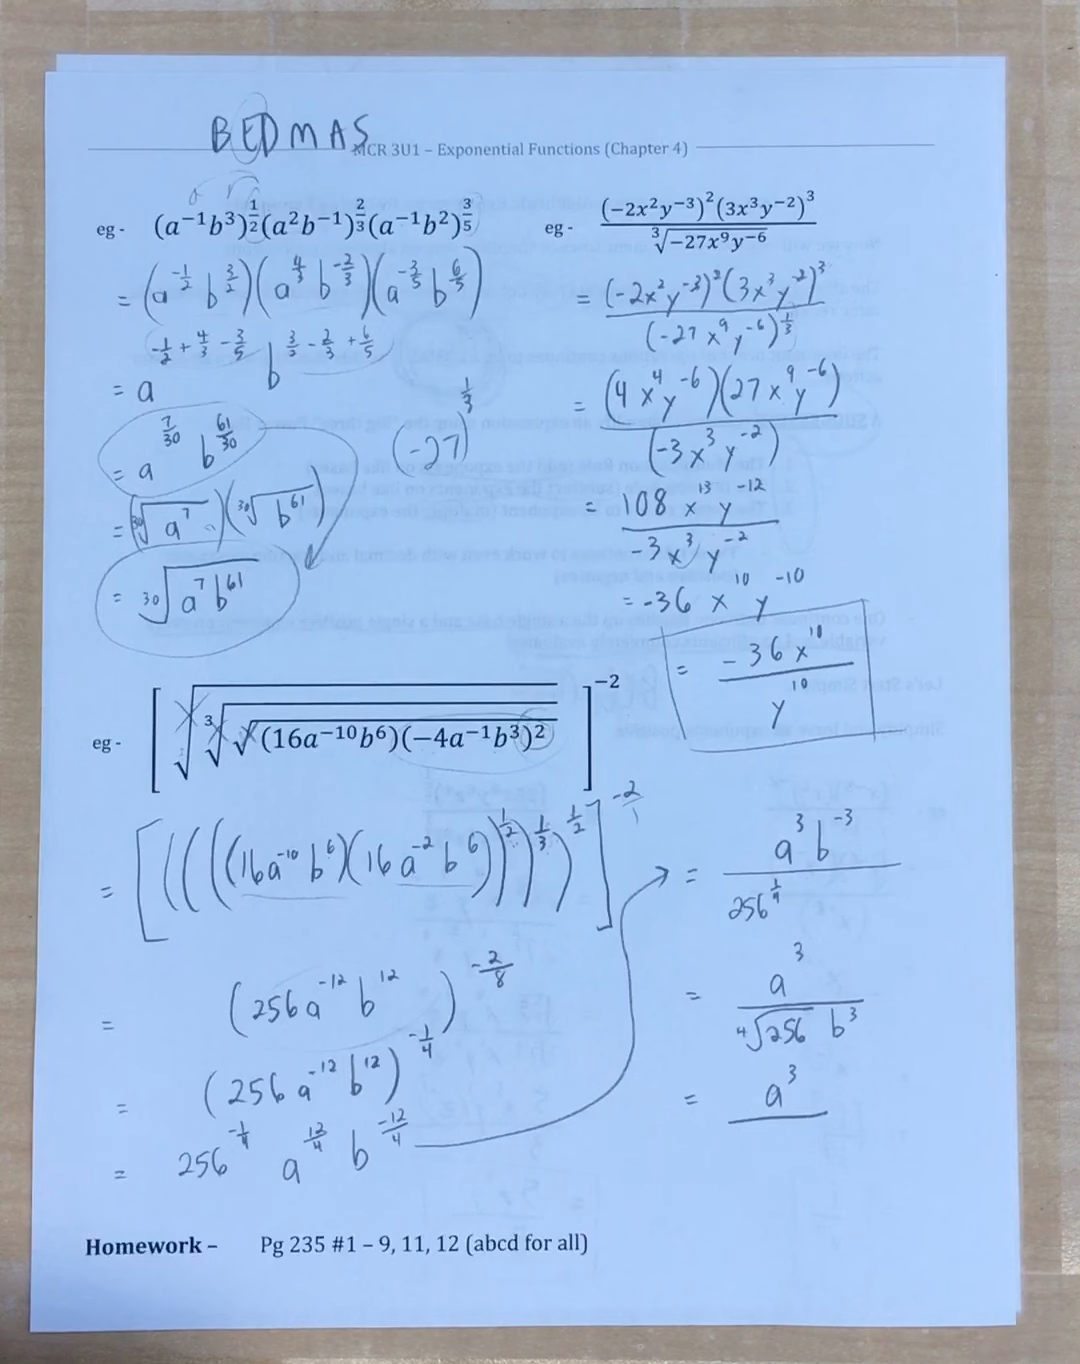 BEDMAS
MCR 3U1 – Exponential Functions (Chapter 4)
eg - (a⁻¹b³)^(1/2)(a²b⁻¹)^(2/3)(a⁻¹b²)^(3/5)
= (a^(-1/2) b^(3/2))(a^(4/3) b^(-2/3))(a^(-3/5) b^(6/5))
= a^(-1/2 + 4/3 - 3/5) b^(3/2 - 2/3 + 6/5)
= a^(7/30) b^(61/30)
(-27)^(1/3)
= (³⁰√a⁷)(³⁰√b⁶¹)
= ³⁰√(a⁷b⁶¹)
eg - (−2x²y⁻³)²(3x³y⁻²)³ / ³√(−27x⁹y⁻⁶)
= (-2x²y⁻³)²(3x³y⁻²)³ / (-27x⁹y⁻⁶)^(1/3)
= (4x⁴y⁻⁶)(27x⁹y⁻⁶) / (-3x³y⁻²)
= 108x¹³y⁻¹² / -3x³y⁻²
= -36x¹⁰y⁻¹⁰
= -36x¹⁰ / y¹⁰
eg - [√(³√(√((16a⁻¹⁰b⁶)(−4a⁻¹b³)²)))]⁻²
= [((((16a⁻¹⁰b⁶)(16a⁻²b⁶))^(1/2))^(1/3))^(1/2)]^(-2/1)
= (256a⁻¹²b¹²)^(-2/8)
= (256a⁻¹²b¹²)^(-1/4)
= 256^(-1/4) a^(12/4) b^(-12/4)
= a³b⁻³ / 256^(1/4)
= a³ / ⁴√256 b³
= a³
Homework – Pg 235 #1 – 9, 11, 12 (abcd for all)